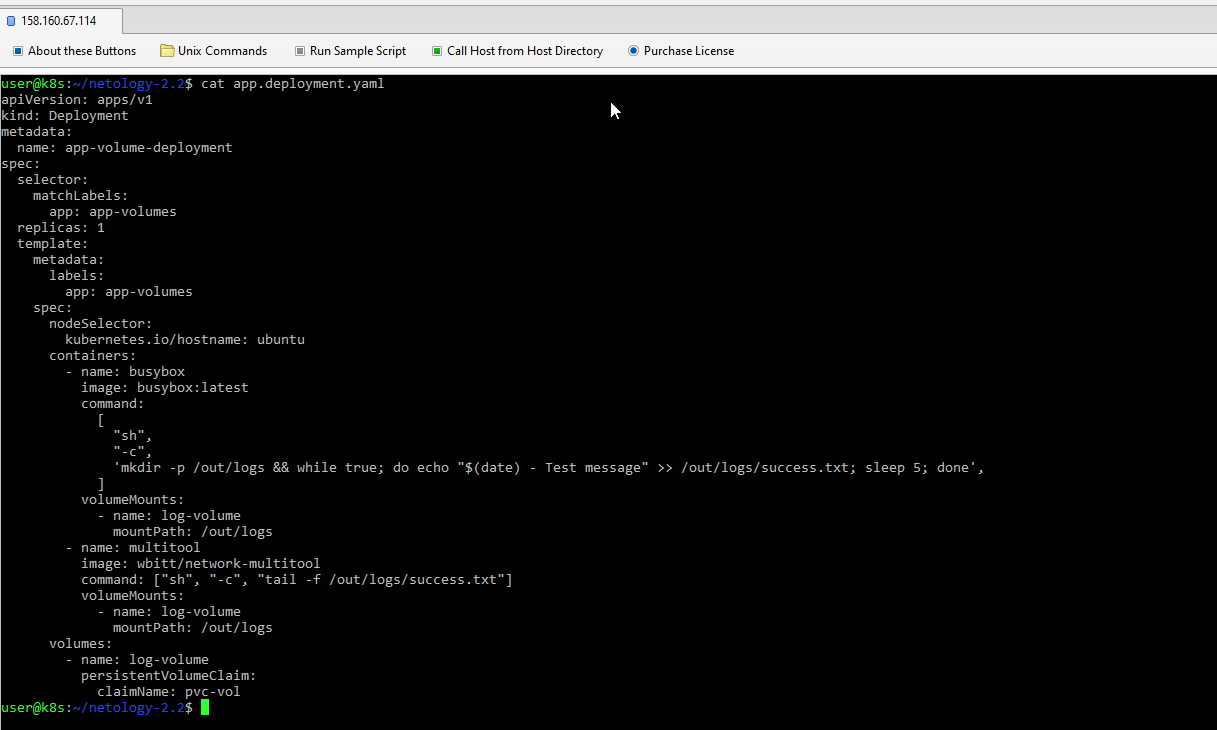 158.160.67.114
About these Buttons Unix Commands Run Sample Script Call Host from Host Directory Purchase License
user@k8s:~/netology-2.2$ cat app.deployment.yaml
apiVersion: apps/v1
kind: Deployment
metadata:
  name: app-volume-deployment
spec:
  selector:
    matchLabels:
      app: app-volumes
  replicas: 1
  template:
    metadata:
      labels:
        app: app-volumes
    spec:
      nodeSelector:
        kubernetes.io/hostname: ubuntu
      containers:
        - name: busybox
          image: busybox:latest
          command:
            [
              "sh",
              "-c",
              'mkdir -p /out/logs && while true; do echo "$(date) - Test message" >> /out/logs/success.txt; sleep 5; done',
            ]
          volumeMounts:
            - name: log-volume
              mountPath: /out/logs
        - name: multitool
          image: wbitt/network-multitool
          command: ["sh", "-c", "tail -f /out/logs/success.txt"]
          volumeMounts:
            - name: log-volume
              mountPath: /out/logs
      volumes:
        - name: log-volume
          persistentVolumeClaim:
            claimName: pvc-vol
user@k8s:~/netology-2.2$